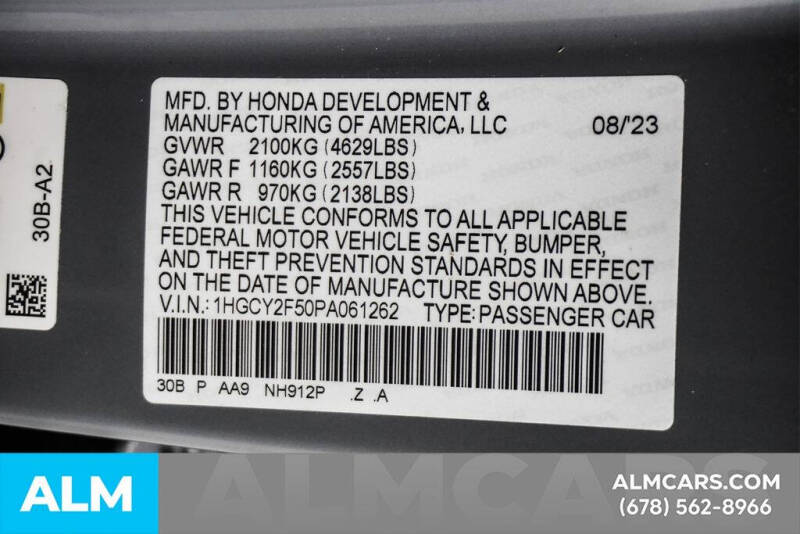 MFD. BY HONDA DEVELOPMENT &
MANUFACTURING OF AMERICA, LLC 08/'23
GVWR 2100KG (4629LBS)
GAWR F 1160KG (2557LBS)
GAWR R 970KG (2138LBS)
THIS VEHICLE CONFORMS TO ALL APPLICABLE
FEDERAL MOTOR VEHICLE SAFETY, BUMPER,
AND THEFT PREVENTION STANDARDS IN EFFECT
ON THE DATE OF MANUFACTURE SHOWN ABOVE.
V.I.N.: 1HGCY2F50PA061262 TYPE: PASSENGER CAR
30B P AA9 NH912P .Z .A
30B-A2
ALM
ALMCARS
ALMCARS.COM
(678) 562-8966